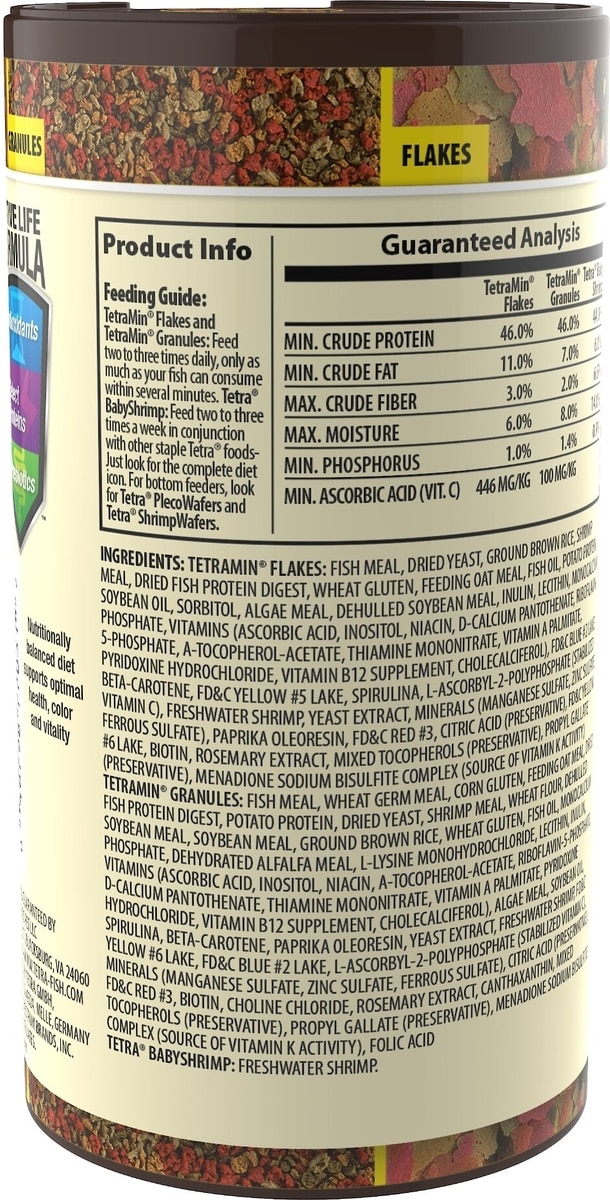 GRANULES
FLAKES
LIFE
Product Info
Feeding Guide:
TetraMin® Flakes and
TetraMin® Granules: Feed
two to three times daily, only as
much as your fish can consume
within several minutes. Tetra®
BabyShrimp: Feed two to three
times a week in conjunction
with other staple Tetra® foods-
Just look for the complete diet
icon. For bottom feeders, look
for Tetra® PlecoWafers and
Tetra® ShrimpWafers.
Guaranteed Analysis
TetraMin® Flakes TetraMin® Granules Tetra®
MIN. CRUDE PROTEIN 46.0% 46.0%
MIN. CRUDE FAT 11.0% 7.0%
MAX. CRUDE FIBER 3.0% 2.0%
MAX. MOISTURE 6.0% 8.0%
MIN. PHOSPHORUS 1.0% 1.4%
MIN. ASCORBIC ACID (VIT. C) 446 MG/KG 100 MG/KG
Nutritionally
balanced diet
supports optimal
health, color
and vitality
INGREDIENTS: TETRAMIN® FLAKES: FISH MEAL, DRIED YEAST, GROUND BROWN RICE, SHRIMP
MEAL, DRIED FISH PROTEIN DIGEST, WHEAT GLUTEN, FEEDING OAT MEAL, FISH OIL, POTATO PROTEIN,
SOYBEAN OIL, SORBITOL, ALGAE MEAL, DEHULLED SOYBEAN MEAL, INULIN, LECITHIN, MONOCALCIUM
PHOSPHATE, VITAMINS (ASCORBIC ACID, INOSITOL, NIACIN, D-CALCIUM PANTOTHENATE, RIBOFLAVIN-
5-PHOSPHATE, A-TOCOPHEROL-ACETATE, THIAMINE MONONITRATE, VITAMIN A PALMITATE,
PYRIDOXINE HYDROCHLORIDE, VITAMIN B12 SUPPLEMENT, CHOLECALCIFEROL), FD&C BLUE #2 LAKE,
BETA-CAROTENE, FD&C YELLOW #5 LAKE, SPIRULINA, L-ASCORBYL-2-POLYPHOSPHATE (STABILIZED
VITAMIN C), FRESHWATER SHRIMP, YEAST EXTRACT, MINERALS (MANGANESE SULFATE, ZINC SULFATE,
FERROUS SULFATE), PAPRIKA OLEORESIN, FD&C RED #3, CITRIC ACID (PRESERVATIVE), FD&C YELLOW
#6 LAKE, BIOTIN, ROSEMARY EXTRACT, MIXED TOCOPHEROLS (PRESERVATIVE), PROPYL GALLATE
(PRESERVATIVE), MENADIONE SODIUM BISULFITE COMPLEX (SOURCE OF VITAMIN K ACTIVITY)
TETRAMIN® GRANULES: FISH MEAL, WHEAT GERM MEAL, CORN GLUTEN, FEEDING OAT MEAL,
FISH PROTEIN DIGEST, POTATO PROTEIN, DRIED YEAST, SHRIMP MEAL, WHEAT FLOUR, DEHULLED
SOYBEAN MEAL, SOYBEAN MEAL, GROUND BROWN RICE, WHEAT GLUTEN, FISH OIL, MONOCALCIUM
PHOSPHATE, DEHYDRATED ALFALFA MEAL, L-LYSINE MONOHYDROCHLORIDE, LECITHIN, INULIN,
VITAMINS (ASCORBIC ACID, INOSITOL, NIACIN, A-TOCOPHEROL-ACETATE, RIBOFLAVIN-5-PHOSPHATE,
D-CALCIUM PANTOTHENATE, THIAMINE MONONITRATE, VITAMIN A PALMITATE, PYRIDOXINE
HYDROCHLORIDE, VITAMIN B12 SUPPLEMENT, CHOLECALCIFEROL), ALGAE MEAL, SOYBEAN OIL,
SPIRULINA, BETA-CAROTENE, PAPRIKA OLEORESIN, YEAST EXTRACT, FRESHWATER SHRIMP, FD&C
YELLOW #6 LAKE, FD&C BLUE #2 LAKE, L-ASCORBYL-2-POLYPHOSPHATE (STABILIZED VITAMIN C),
MINERALS (MANGANESE SULFATE, ZINC SULFATE, FERROUS SULFATE), CITRIC ACID (PRESERVATIVE),
FD&C RED #3, BIOTIN, CHOLINE CHLORIDE, ROSEMARY EXTRACT, CANTHAXANTHIN, MIXED
TOCOPHEROLS (PRESERVATIVE), PROPYL GALLATE (PRESERVATIVE), MENADIONE SODIUM BISULFITE
COMPLEX (SOURCE OF VITAMIN K ACTIVITY), FOLIC ACID
TETRA® BABYSHRIMP: FRESHWATER SHRIMP.
VA 24060
MELLE, GERMANY
BRANDS, INC.